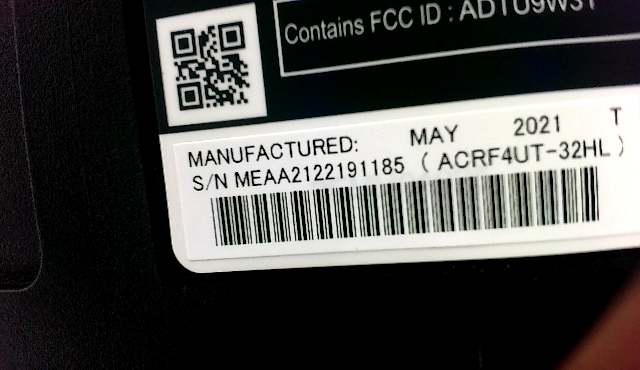 Contains FCC ID : ADTU9W31
MANUFACTURED: MAY 2021 T
S/N MEAA2122191185 ( ACRF4UT-32HL )